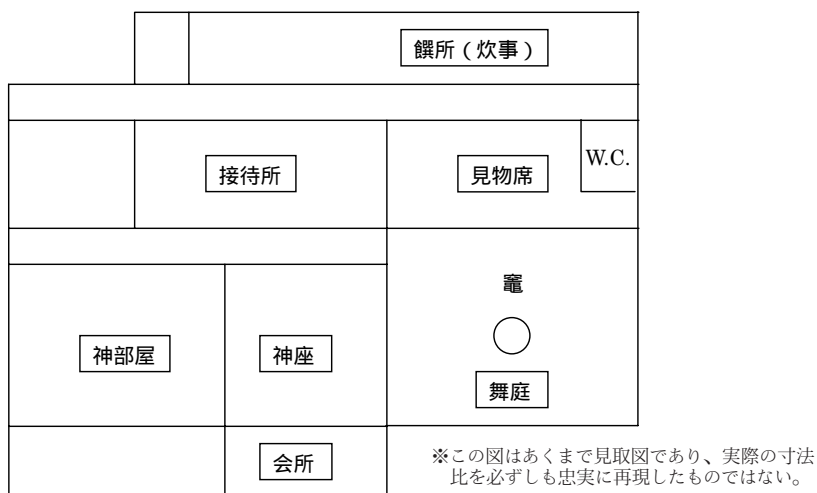 饌所(炊事)
接待所
見物席
W.C.
竈
神部屋
神座
舞庭
会所
※この図はあくまで見取図であり、実際の寸法
比を必ずしも忠実に再現したものではない。